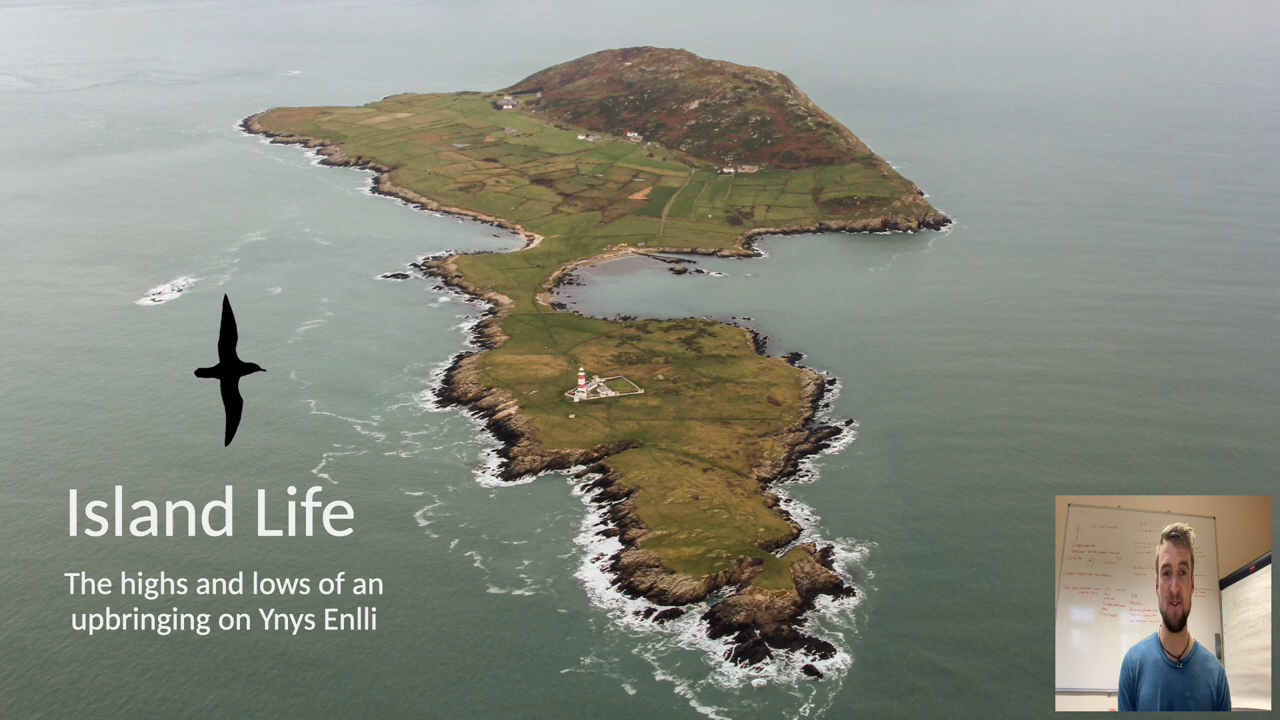 Island Life
The highs and lows of an
upbringing on Ynys Enlli